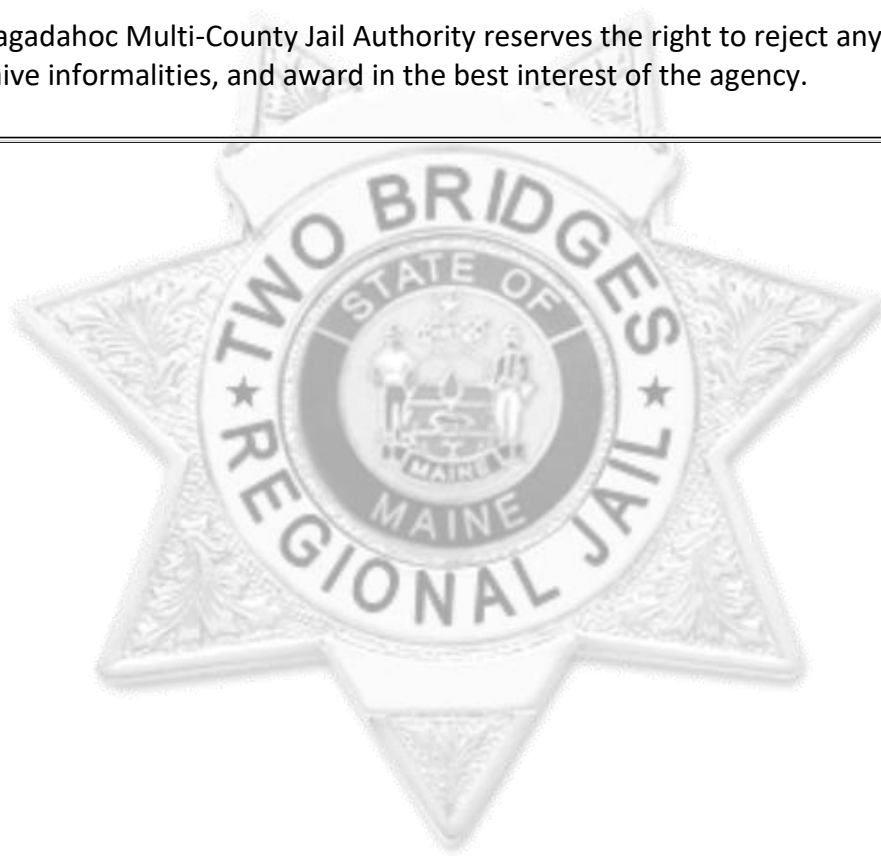 agadahoc Multi-County Jail Authority reserves the right to reject any
aive informalities, and award in the best interest of the agency.
TWO BRIDGES
STATE OF
MAINE
MAINE
REGIONAL JAIL